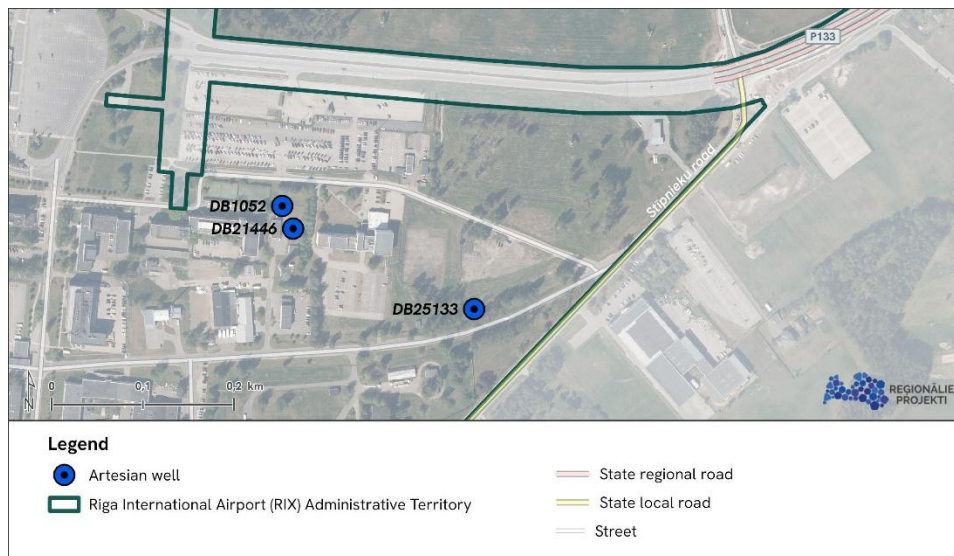 P133
Stipnieku road
DB1052
DB21446
DB25133
0 0.1 0.2 km
REGIONĀLIE
PROJEKTI
Legend
Artesian well
Riga International Airport (RIX) Administrative Territory
State regional road
State local road
Street